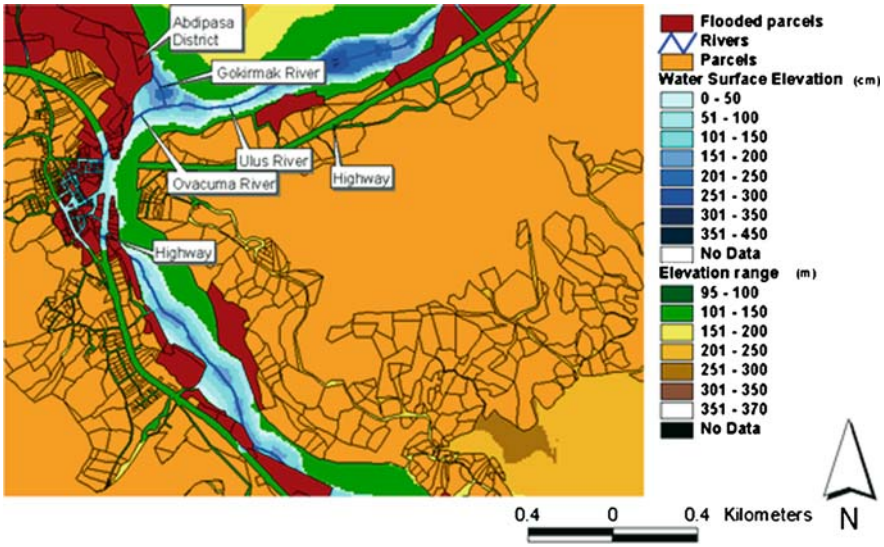 Abdipasa
District
Gokirmak River
Ulus River
Ovacuma River
Highway
Highway
Flooded parcels
Rivers
Parcels
Water Surface Elevation (cm)
0 - 50
51 - 100
101 - 150
151 - 200
201 - 250
251 - 300
301 - 350
351 - 450
No Data
Elevation range (m)
95 - 100
101 - 150
151 - 200
201 - 250
251 - 300
301 - 350
351 - 370
No Data
0.4 0 0.4 Kilometers
N